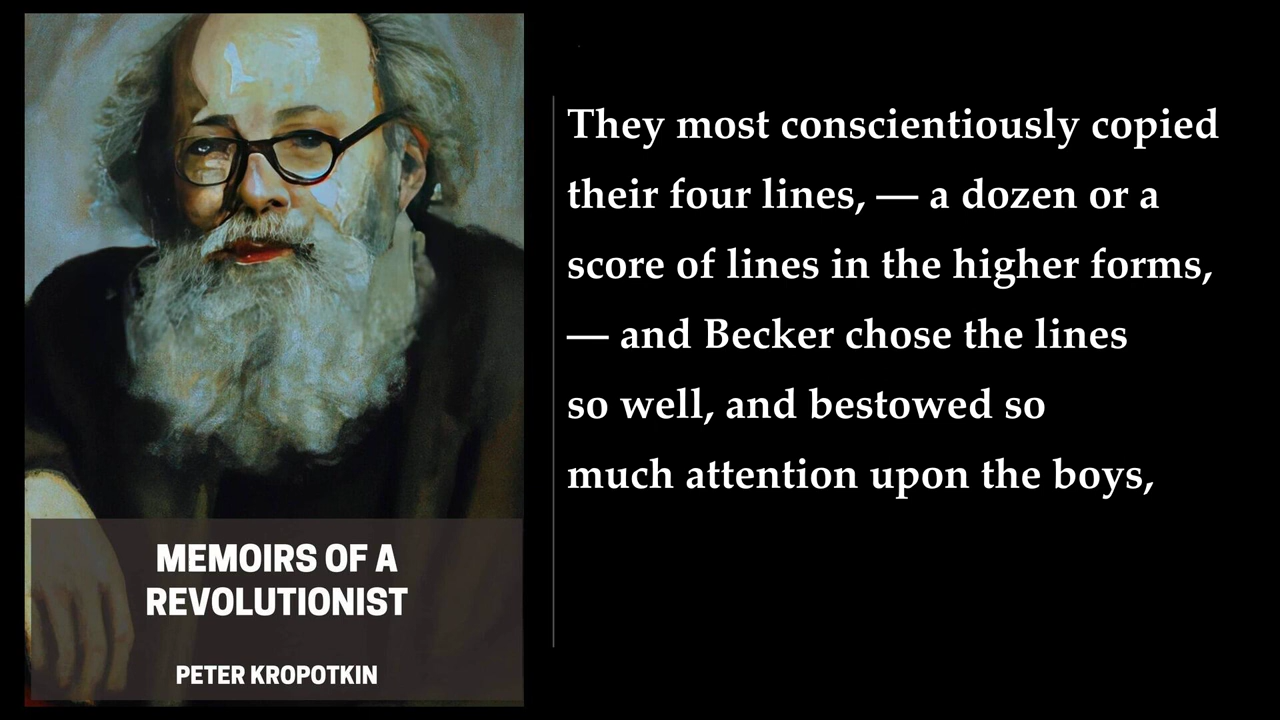 They most conscientiously copied
their four lines, — a dozen or a
score of lines in the higher forms,
— and Becker chose the lines
so well, and bestowed so
much attention upon the boys,
MEMOIRS OF A
REVOLUTIONIST
PETER KROPOTKIN